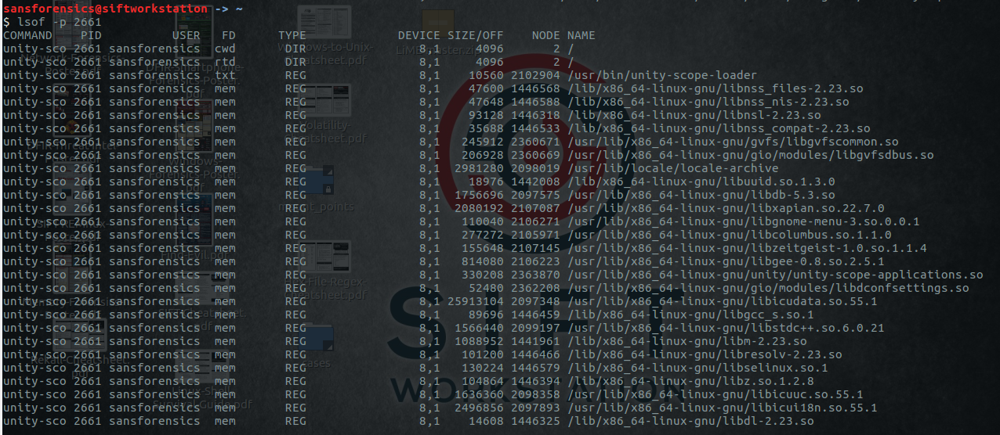 sansforensics@siftworkstation -> ~
$ lsof -p 2661
COMMAND    PID          USER   FD      TYPE             DEVICE SIZE/OFF    NODE NAME
unity-sco 2661 sansforensics  cwd       DIR                8,1     4096       2 /
unity-sco 2661 sansforensics  rtd       DIR                8,1     4096       2 /
unity-sco 2661 sansforensics  txt       REG                8,1    10560 2102904 /usr/bin/unity-scope-loader
unity-sco 2661 sansforensics  mem       REG                8,1    47600 1446568 /lib/x86_64-linux-gnu/libnss_files-2.23.so
unity-sco 2661 sansforensics  mem       REG                8,1    47648 1446588 /lib/x86_64-linux-gnu/libnss_nis-2.23.so
unity-sco 2661 sansforensics  mem       REG                8,1    93128 1446318 /lib/x86_64-linux-gnu/libnsl-2.23.so
unity-sco 2661 sansforensics  mem       REG                8,1    35688 1446533 /lib/x86_64-linux-gnu/libnss_compat-2.23.so
unity-sco 2661 sansforensics  mem       REG                8,1   245912 2360671 /usr/lib/x86_64-linux-gnu/gvfs/libgvfscommon.so
unity-sco 2661 sansforensics  mem       REG                8,1   206928 2360669 /usr/lib/x86_64-linux-gnu/gio/modules/libgvfsdbus.so
unity-sco 2661 sansforensics  mem       REG                8,1  2981280 2098019 /usr/lib/locale/locale-archive
unity-sco 2661 sansforensics  mem       REG                8,1    18976 1442008 /lib/x86_64-linux-gnu/libuuid.so.1.3.0
unity-sco 2661 sansforensics  mem       REG                8,1  1756696 2097575 /usr/lib/x86_64-linux-gnu/libdb-5.3.so
unity-sco 2661 sansforensics  mem       REG                8,1  2080192 2107087 /usr/lib/x86_64-linux-gnu/libxapian.so.22.7.0
unity-sco 2661 sansforensics  mem       REG                8,1   110040 2106271 /usr/lib/x86_64-linux-gnu/libgnome-menu-3.so.0.0.1
unity-sco 2661 sansforensics  mem       REG                8,1   277272 2105971 /usr/lib/x86_64-linux-gnu/libcolumbus.so.1.1.0
unity-sco 2661 sansforensics  mem       REG                8,1   155648 2107145 /usr/lib/x86_64-linux-gnu/libzeitgeist-1.0.so.1.1.4
unity-sco 2661 sansforensics  mem       REG                8,1   814080 2106223 /usr/lib/x86_64-linux-gnu/libgee-0.8.so.2.5.1
unity-sco 2661 sansforensics  mem       REG                8,1   330208 2363870 /usr/lib/x86_64-linux-gnu/unity/unity-scope-applications.so
unity-sco 2661 sansforensics  mem       REG                8,1    52480 2362208 /usr/lib/x86_64-linux-gnu/gio/modules/libdconfsettings.so
unity-sco 2661 sansforensics  mem       REG                8,1 25913104 2097348 /usr/lib/x86_64-linux-gnu/libicudata.so.55.1
unity-sco 2661 sansforensics  mem       REG                8,1    89696 1446459 /lib/x86_64-linux-gnu/libgcc_s.so.1
unity-sco 2661 sansforensics  mem       REG                8,1  1566440 2099197 /usr/lib/x86_64-linux-gnu/libstdc++.so.6.0.21
unity-sco 2661 sansforensics  mem       REG                8,1  1088952 1441961 /lib/x86_64-linux-gnu/libm-2.23.so
unity-sco 2661 sansforensics  mem       REG                8,1   101200 1446466 /lib/x86_64-linux-gnu/libresolv-2.23.so
unity-sco 2661 sansforensics  mem       REG                8,1   130224 1446579 /lib/x86_64-linux-gnu/libselinux.so.1
unity-sco 2661 sansforensics  mem       REG                8,1   104864 1446394 /lib/x86_64-linux-gnu/libz.so.1.2.8
unity-sco 2661 sansforensics  mem       REG                8,1  1636360 2098358 /usr/lib/x86_64-linux-gnu/libicuuc.so.55.1
unity-sco 2661 sansforensics  mem       REG                8,1  2496856 2097893 /usr/lib/x86_64-linux-gnu/libicui18n.so.55.1
unity-sco 2661 sansforensics  mem       REG                8,1    14608 1446325 /lib/x86_64-linux-gnu/libdl-2.23.so
SIFT
WORKSTATION